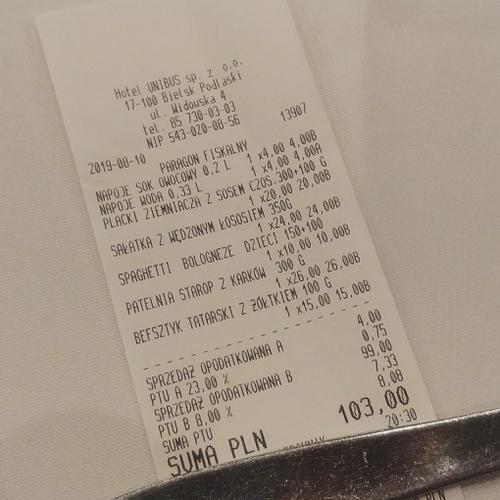 Hotel UNIBUS sp. z o.o.
17-100 Bielsk Podlaski
ul. Widowska 4
tel. 85 730-03-03
NIP 543-020-08-56
2019-08-10 13907
PARAGON FISKALNY
NAPOJE SOK OWOCOWY 0,2 L 1 x4,00 4,00B
NAPOJE WODA 0,33 L 1 x4,00 4,00A
PLACKI ZIEMNIACZA Z SOSEM CZOS.300+100 G
1 x20,00 20,00B
SAŁATKA Z WĘDZONYM ŁOSOSIEM 350G
1 x24,00 24,00B
SPAGHETTI BOLOGNEZE DZIECI 150+100
1 x10,00 10,00B
PATELNIA STAROP Z KARKOW 300 G
1 x26,00 26,00B
BEFSZTYK TATARSKI Z ŻÓŁTKIEM 100 G
1 x15,00 15,00B
SPRZEDAŻ OPODATKOWANA A 4,00
PTU A 23,00 % 0,75
SPRZEDAŻ OPODATKOWANA B 99,00
PTU B 8,00 % 7,33
SUMA PTU 8,08
SUMA PLN 103,00
20:30